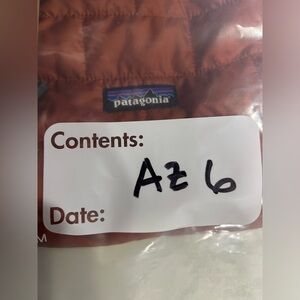 patagonia
Contents:
AZ 6
Date:
M